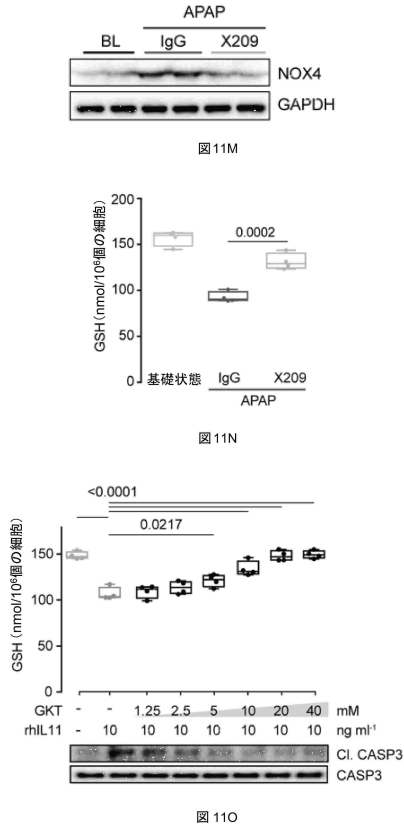 APAP
BL IgG X209
NOX4
GAPDH
図11M
200
150
100
50
0
GSH(nmol/10⁶個の細胞)
0.0002
基礎状態 IgG X209
APAP
図11N
<0.0001
0.0217
150
100
50
0
GSH(nmol/10⁶個の細胞)
GKT - - 1.25 2.5 5 10 20 40 mM
rhIL11 - 10 10 10 10 10 10 10 ng ml⁻¹
Cl. CASP3
CASP3
図11O